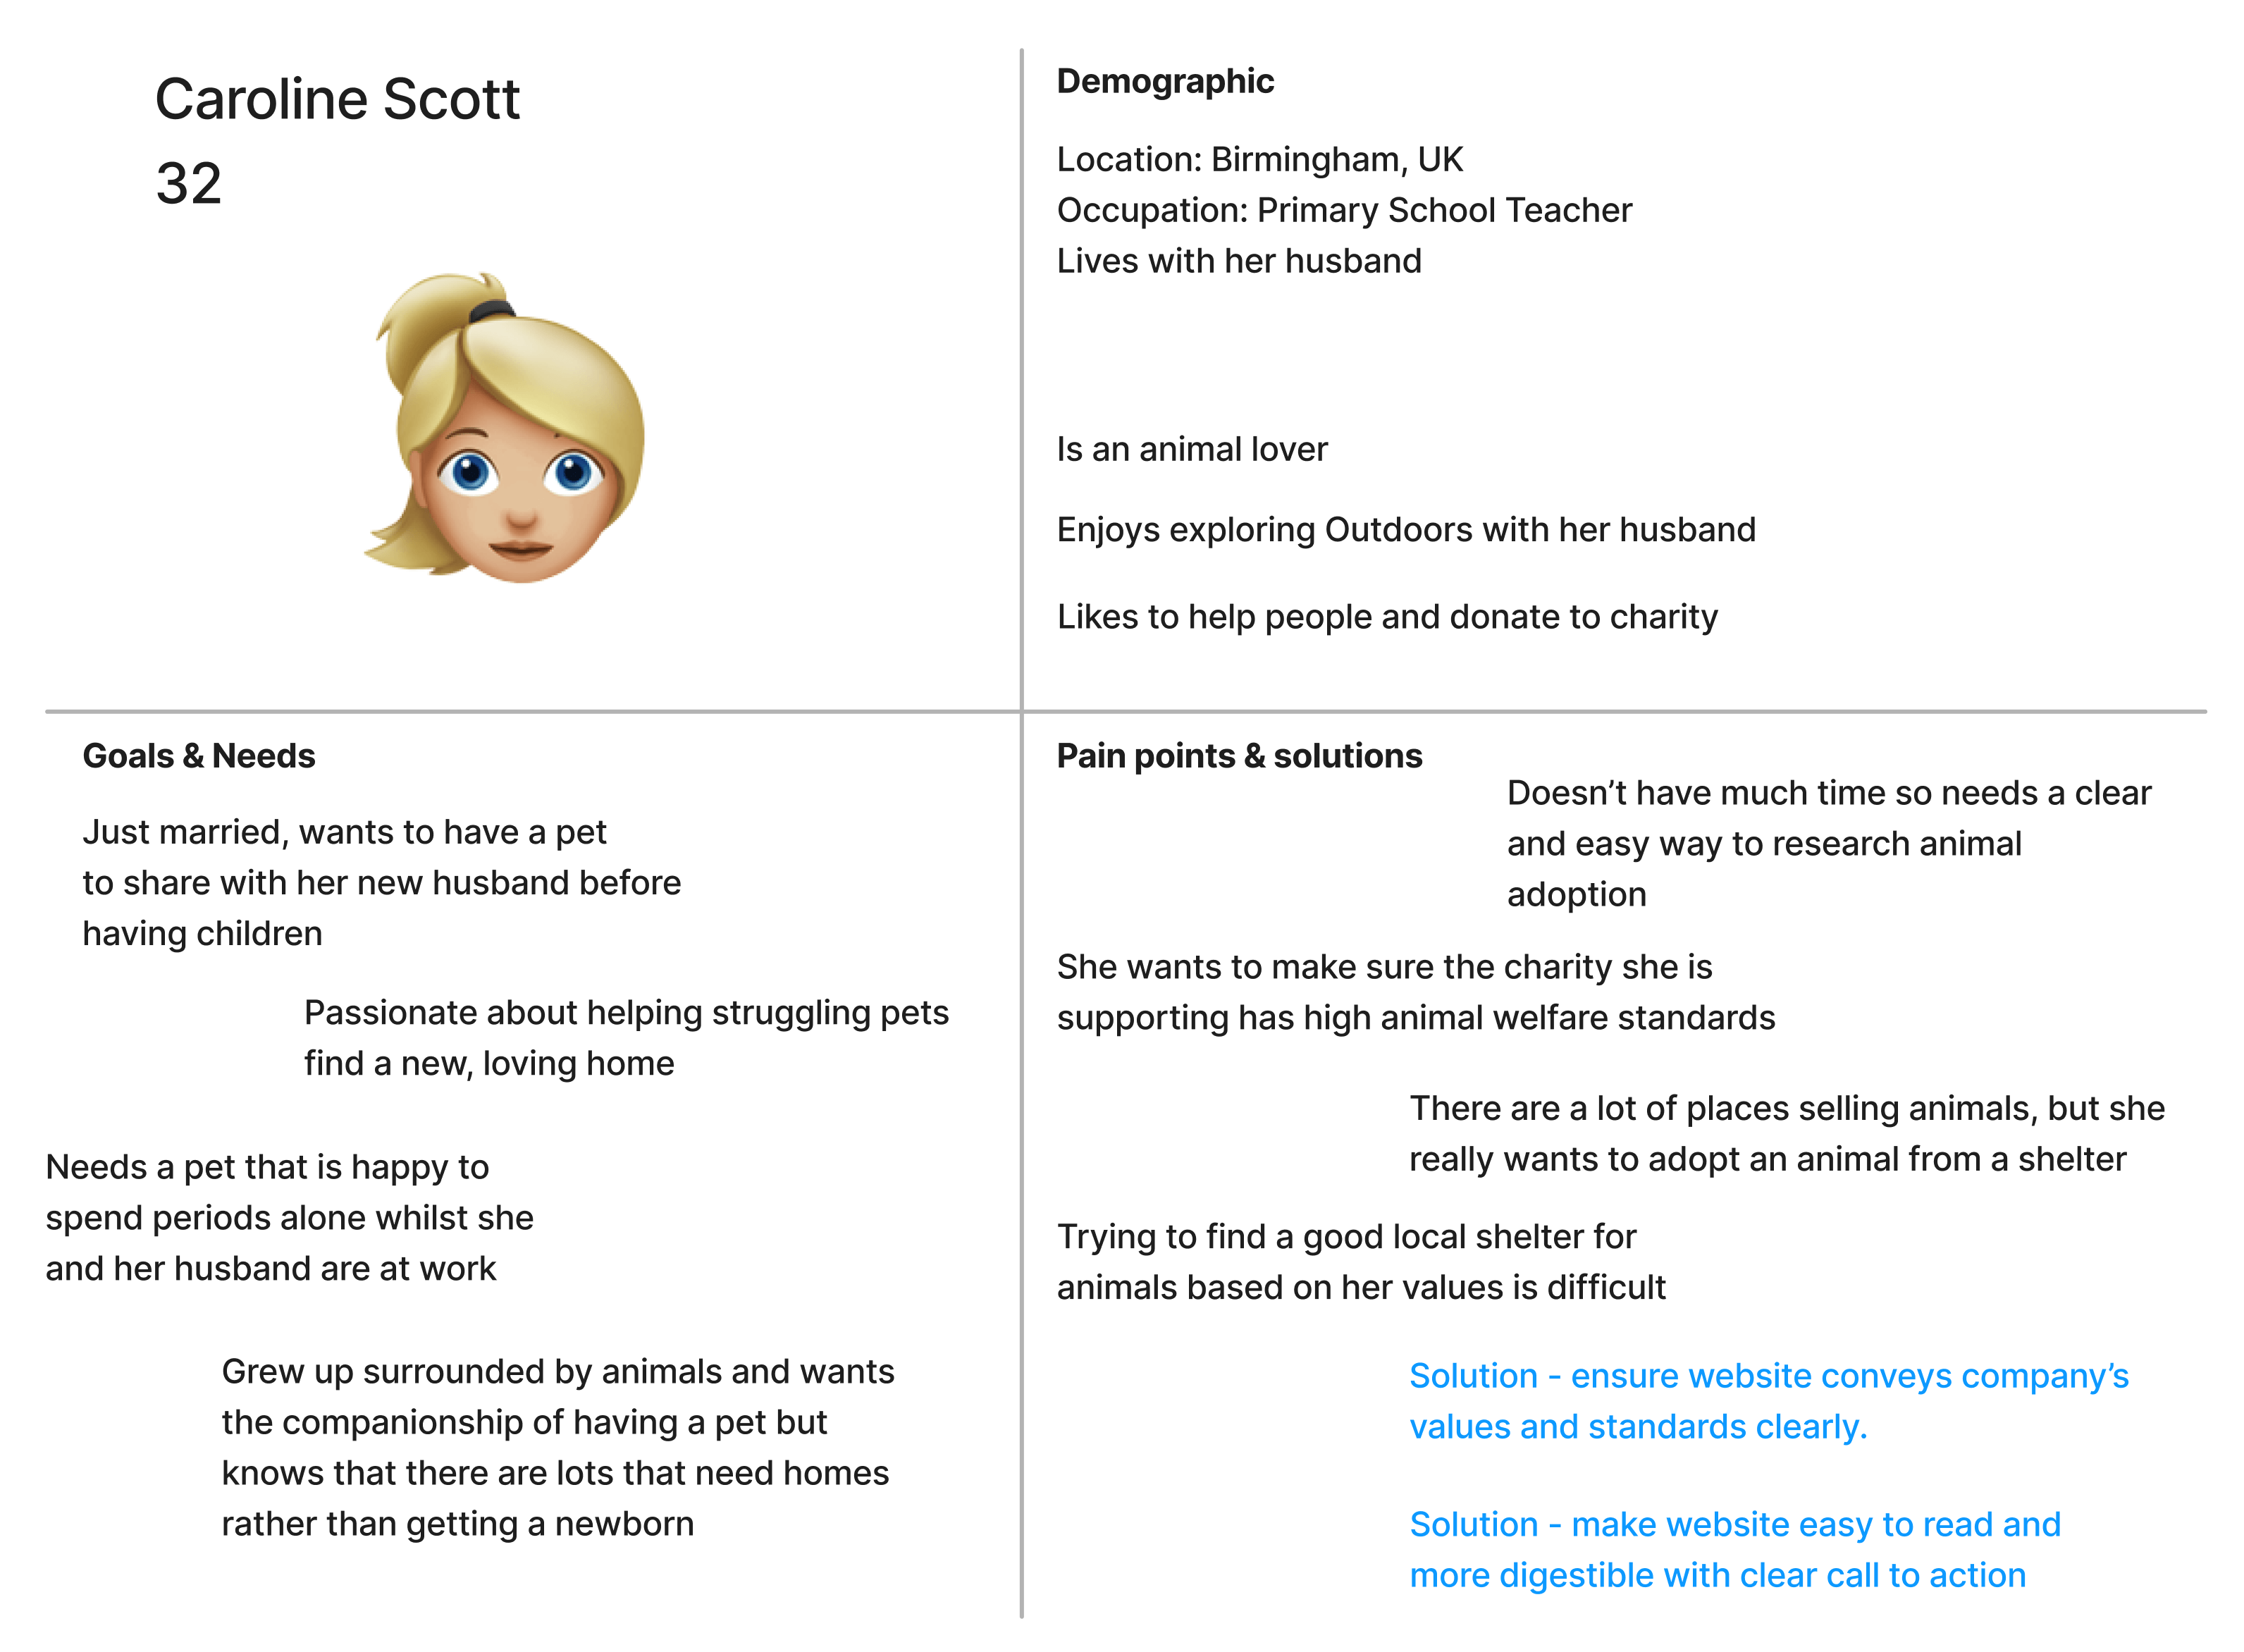 Caroline Scott
32
Demographic
Location: Birmingham, UK
Occupation: Primary School Teacher
Lives with her husband
Is an animal lover
Enjoys exploring Outdoors with her husband
Likes to help people and donate to charity
Goals & Needs
Just married, wants to have a pet
to share with her new husband before
having children
Passionate about helping struggling pets
find a new, loving home
Needs a pet that is happy to
spend periods alone whilst she
and her husband are at work
Grew up surrounded by animals and wants
the companionship of having a pet but
knows that there are lots that need homes
rather than getting a newborn
Pain points & solutions
Doesn’t have much time so needs a clear
and easy way to research animal
adoption
She wants to make sure the charity she is
supporting has high animal welfare standards
There are a lot of places selling animals, but she
really wants to adopt an animal from a shelter
Trying to find a good local shelter for
animals based on her values is difficult
Solution - ensure website conveys company’s
values and standards clearly.
Solution - make website easy to read and
more digestible with clear call to action